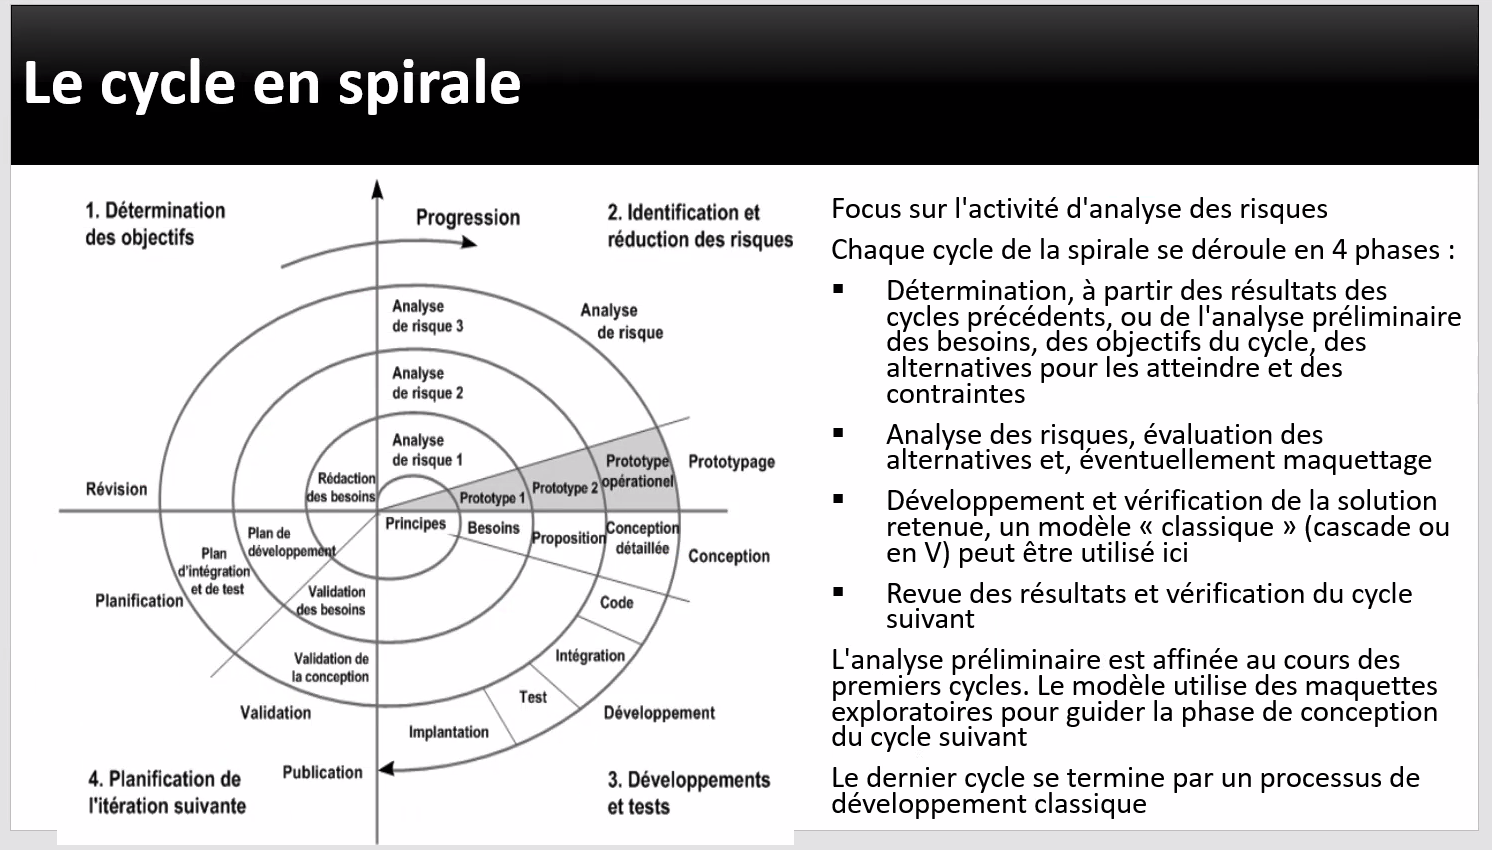 Le cycle en spirale
1. Détermination
des objectifs
Progression
2. Identification et
réduction des risques
Analyse
de risque 3
Analyse
de risque
Analyse
de risque 2
Analyse
de risque 1
Rédaction
des besoins
Révision
Prototype 1
Prototype 2
Prototype
opérationel
Prototypage
Principes
Besoins
Proposition
Conception
détaillée
Conception
Plan de
développement
Plan
d'intégration
et de test
Planification
Validation
des besoins
Code
Validation de
la conception
Intégration
Test
Validation
Implantation
Développement
Publication
4. Planification de
l'itération suivante
3. Développements
et tests
Focus sur l'activité d'analyse des risques
Chaque cycle de la spirale se déroule en 4 phases :
▪ Détermination, à partir des résultats des
cycles précédents, ou de l'analyse préliminaire
des besoins, des objectifs du cycle, des
alternatives pour les atteindre et des
contraintes
▪ Analyse des risques, évaluation des
alternatives et, éventuellement maquettage
▪ Développement et vérification de la solution
retenue, un modèle « classique » (cascade ou
en V) peut être utilisé ici
▪ Revue des résultats et vérification du cycle
suivant
L'analyse préliminaire est affinée au cours des
premiers cycles. Le modèle utilise des maquettes
exploratoires pour guider la phase de conception
du cycle suivant
Le dernier cycle se termine par un processus de
développement classique